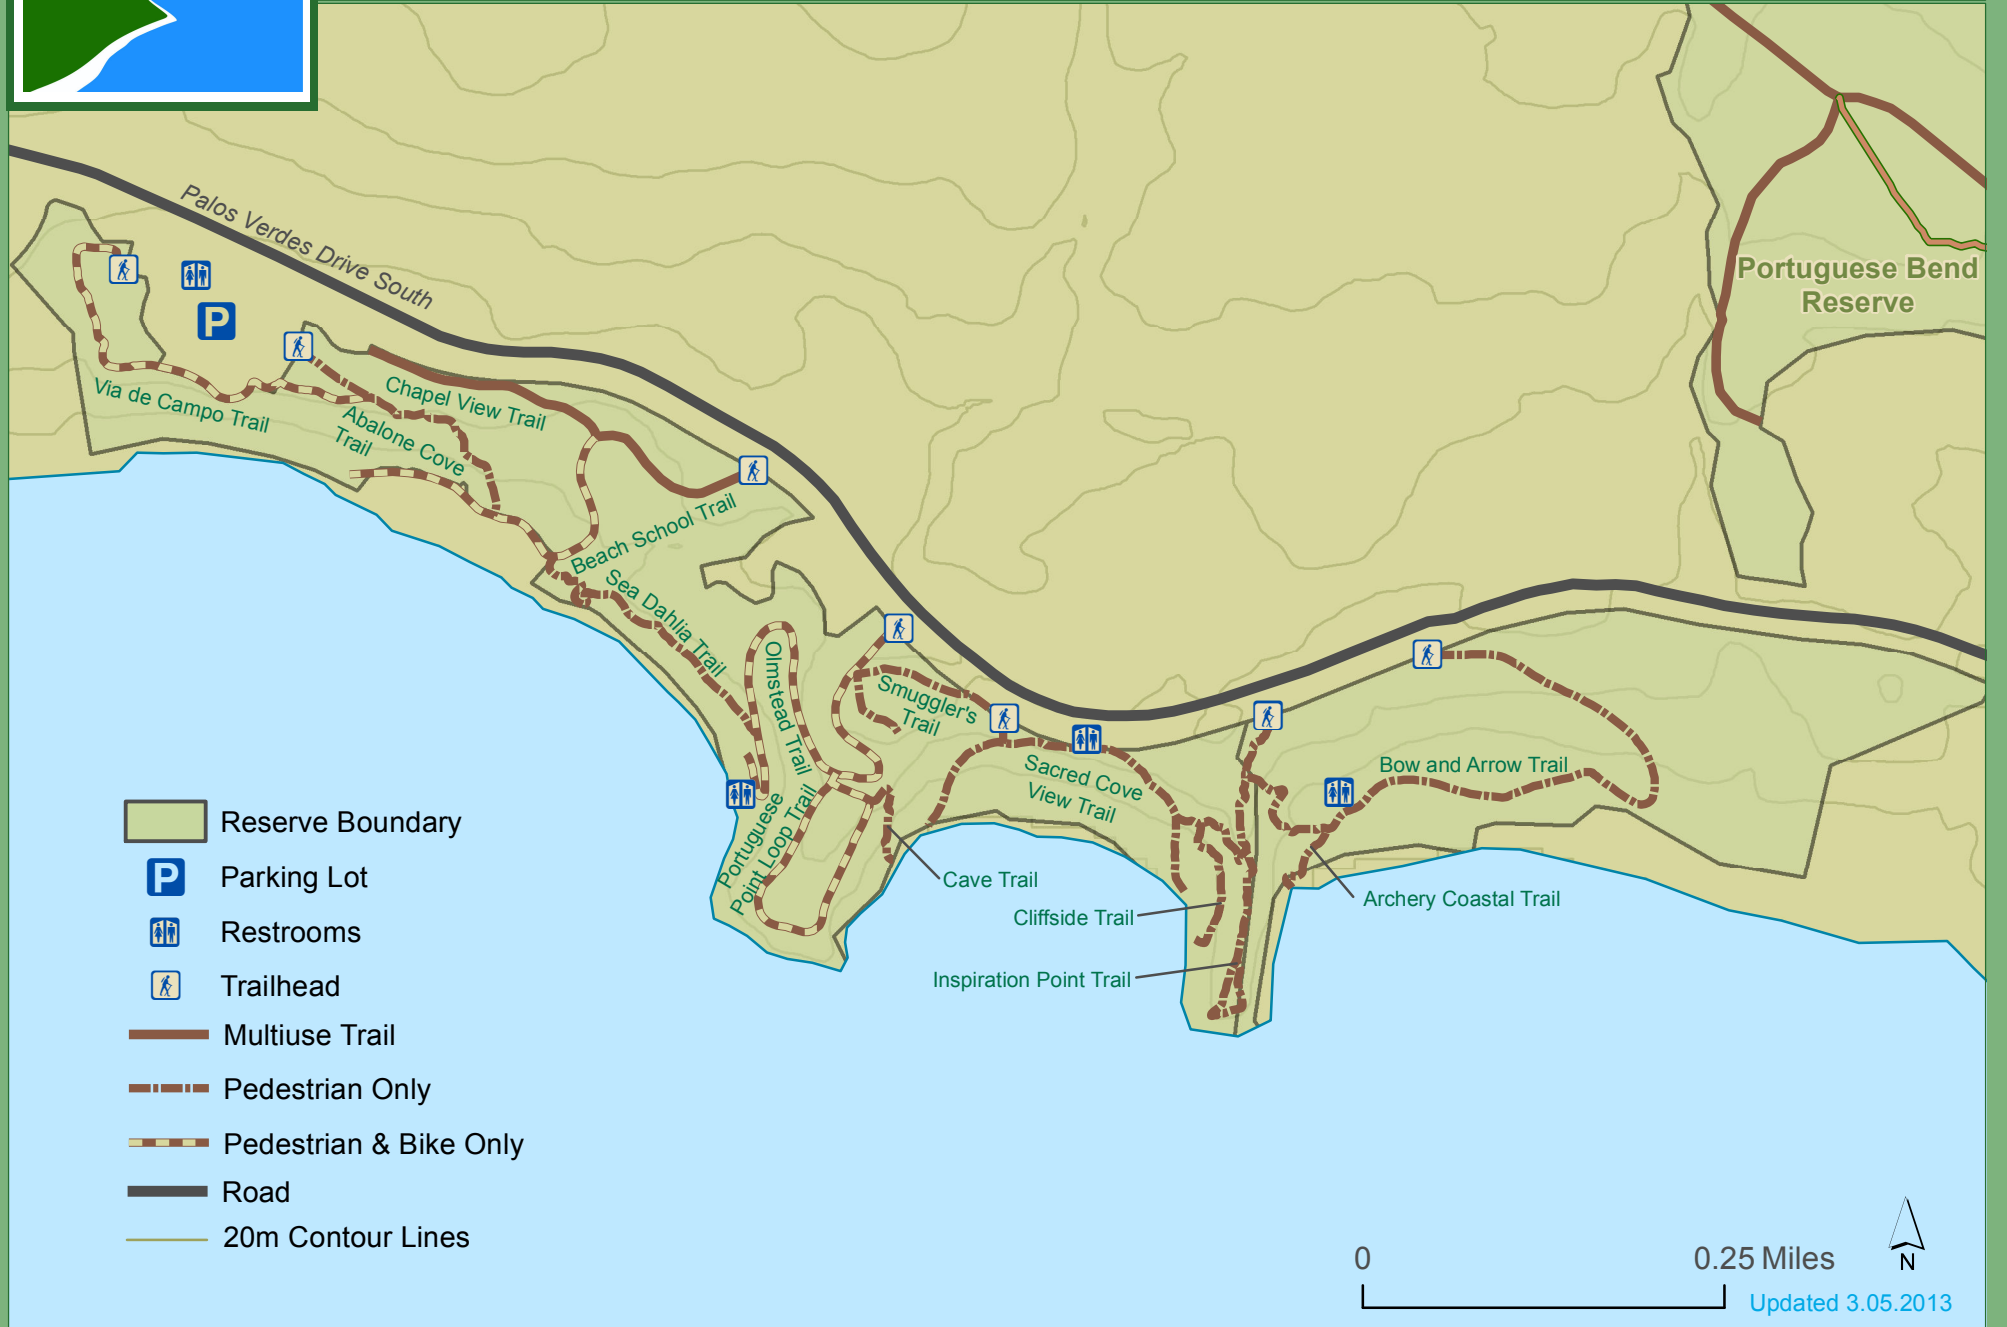 Palos Verdes Drive South
Portuguese Bend
Reserve
P
Via de Campo Trail
Abalone Cove
Trail
Chapel View Trail
Beach School Trail
Sea Dahlia Trail
Olmstead Trail
Smuggler's
Trail
Portuguese
Point Loop Trail
Sacred Cove
View Trail
Bow and Arrow Trail
Cave Trail
Cliffside Trail
Archery Coastal Trail
Inspiration Point Trail
Reserve Boundary
P Parking Lot
Restrooms
Trailhead
Multiuse Trail
Pedestrian Only
Pedestrian & Bike Only
Road
20m Contour Lines
0 0.25 Miles
N
Updated 3.05.2013